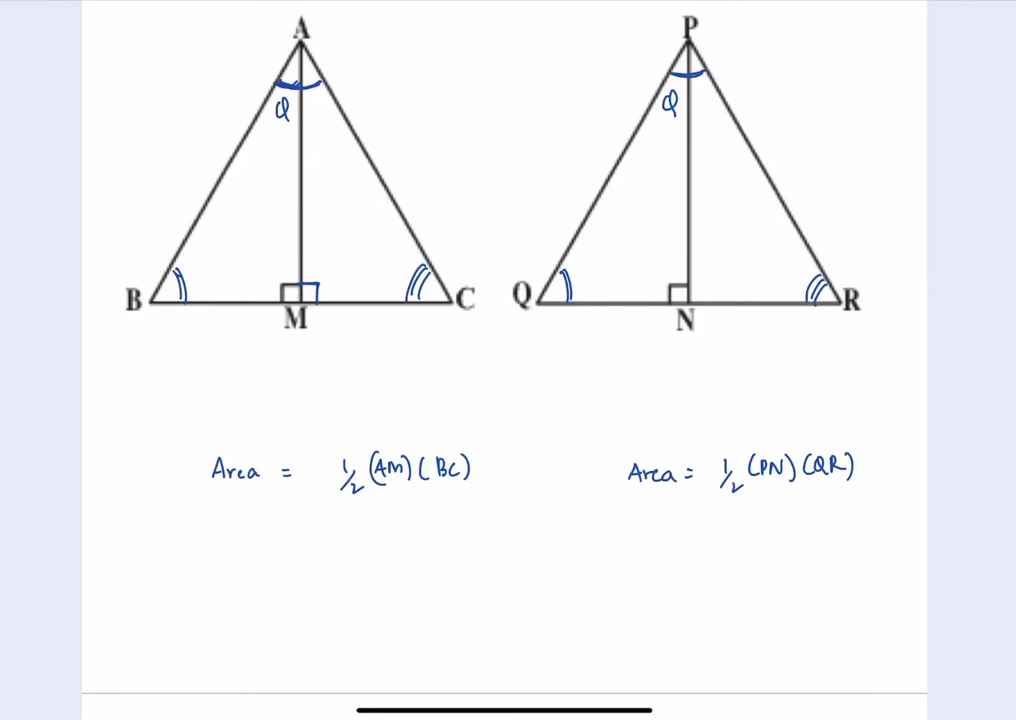 A P
Q Q
B C Q R
M N
Area = 1/2 (AM) (BC) Area = 1/2 (PN) (QR)